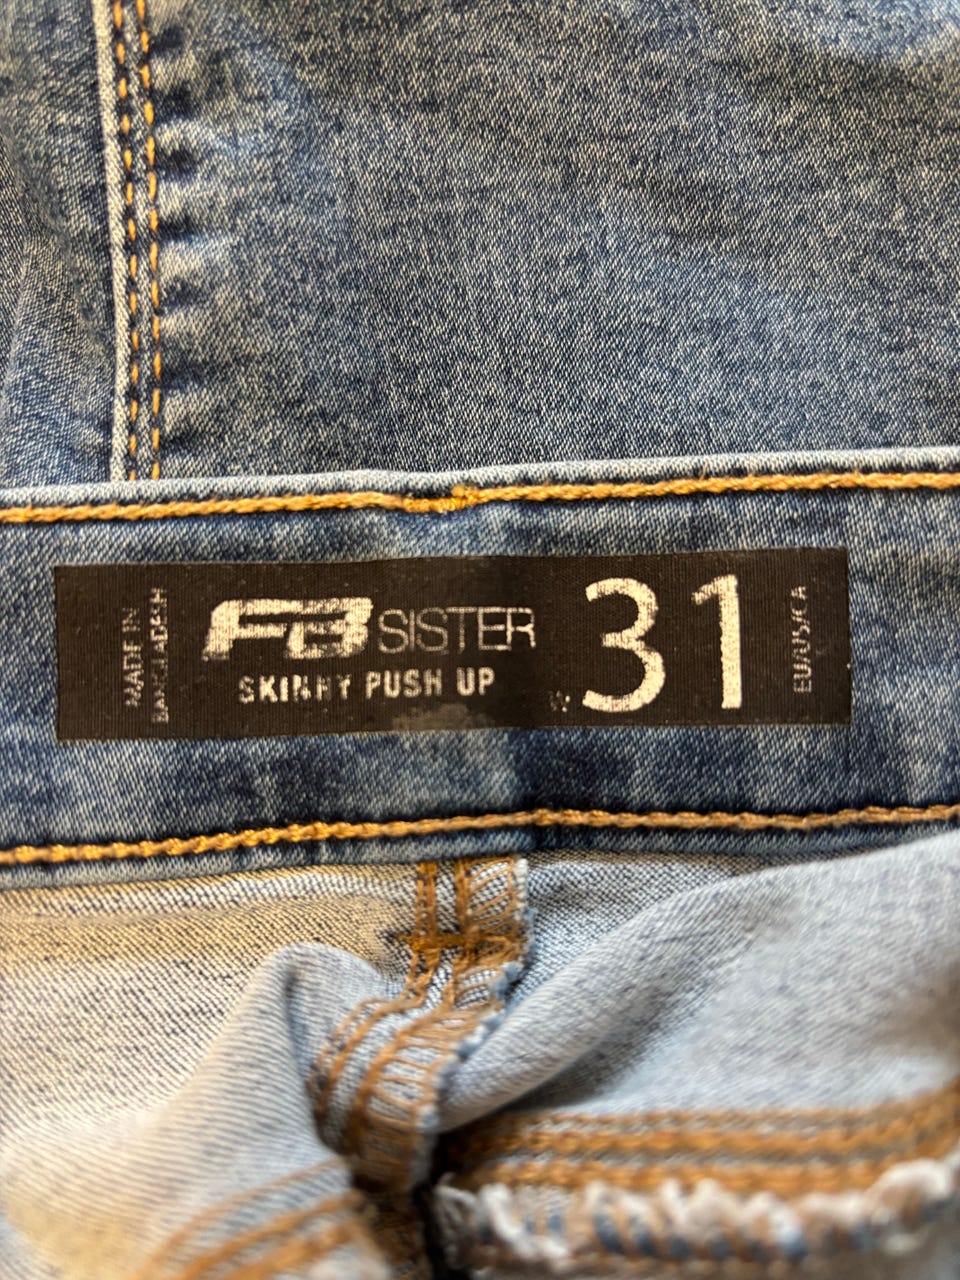 MADE IN
BANGLADESH
FB SISTER
SKINNY PUSH UP
W 31
EU/US/CA